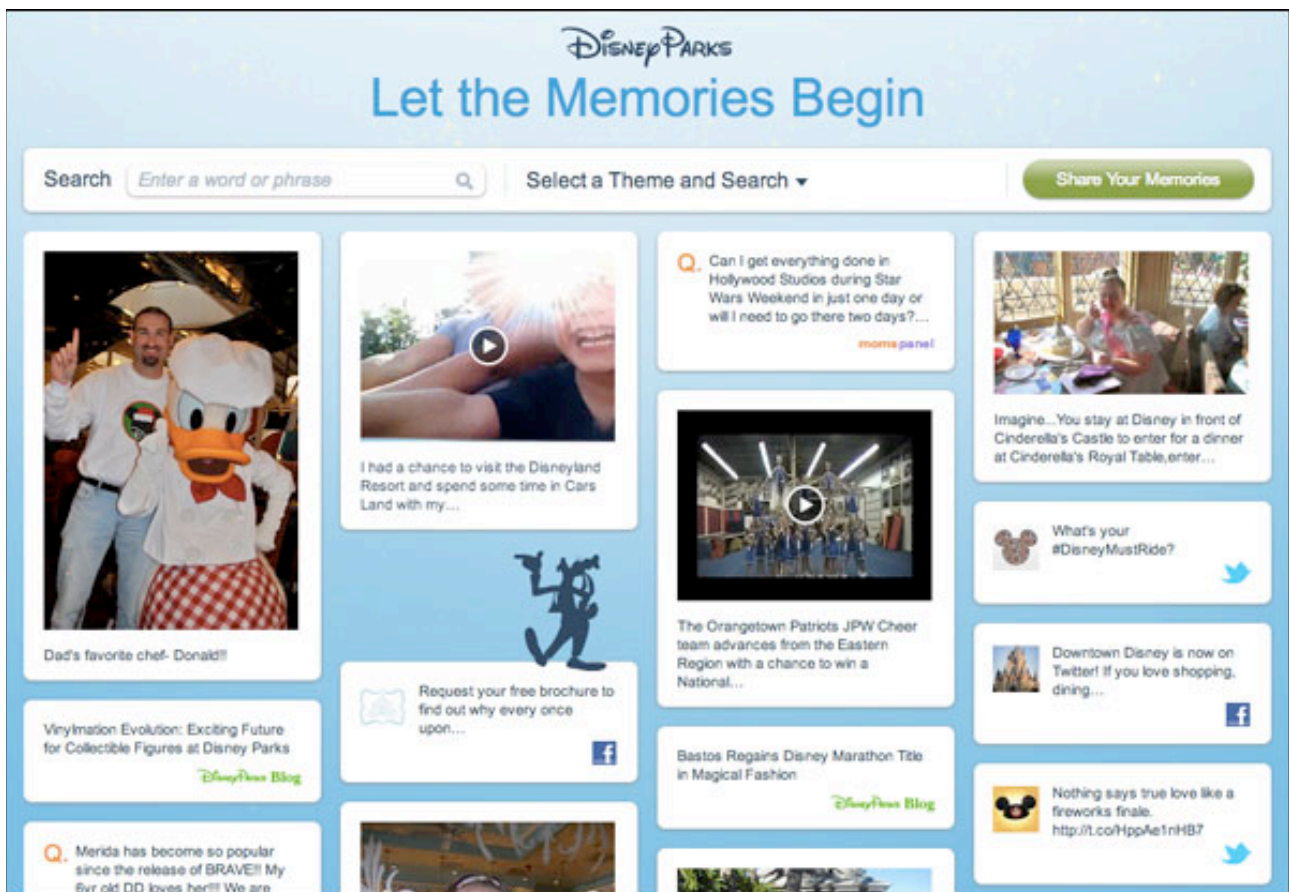 Disney Parks
Let the Memories Begin
Search
Enter a word or phrase
Select a Theme and Search
Share Your Memories
Dad's favorite chef- Donald!!
Vinylmation Evolution: Exciting Future
for Collectible Figures at Disney Parks
Disney Parks Blog
Q. Merida has become so popular
since the release of BRAVE!! My
6yr old DD loves her!!! We are
I had a chance to visit the Disneyland
Resort and spend some time in Cars
Land with my…
Request your free brochure to
find out why every once
upon…
f
Q. Can I get everything done in
Hollywood Studios during Star
Wars Weekend in just one day or
will I need to go there two days?…
momspanel
The Orangetown Patriots JPW Cheer
team advances from the Eastern
Region with a chance to win a
National…
Bastos Regains Disney Marathon Title
in Magical Fashion
Disney Parks Blog
Imagine...You stay at Disney in front of
Cinderella's Castle to enter for a dinner
at Cinderella's Royal Table,enter…
What's your
#DisneyMustRide?
Downtown Disney is now on
Twitter! If you love shopping,
dining…
f
Nothing says true love like a
fireworks finale.
http://t.co/HppAe1nHB7